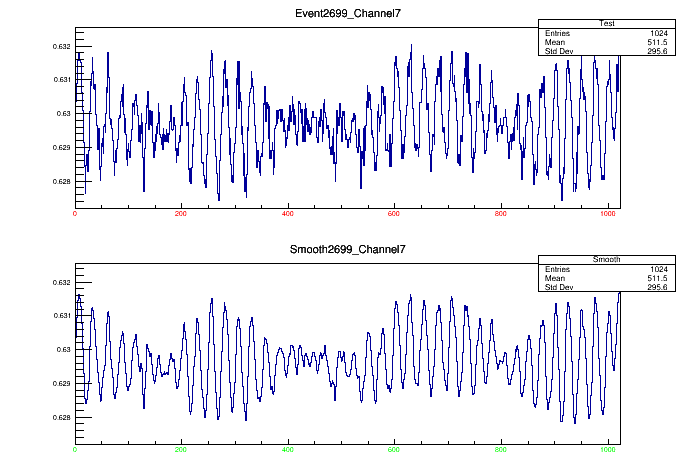 Event2699_Channel7
Test
Entries 1024
Mean 511.5
Std Dev 295.6
0.632
0.631
0.63
0.629
0.628
0 200 400 600 800 1000
Smooth2699_Channel7
Smooth
Entries 1024
Mean 511.5
Std Dev 295.6
0.632
0.631
0.63
0.629
0.628
0 200 400 600 800 1000